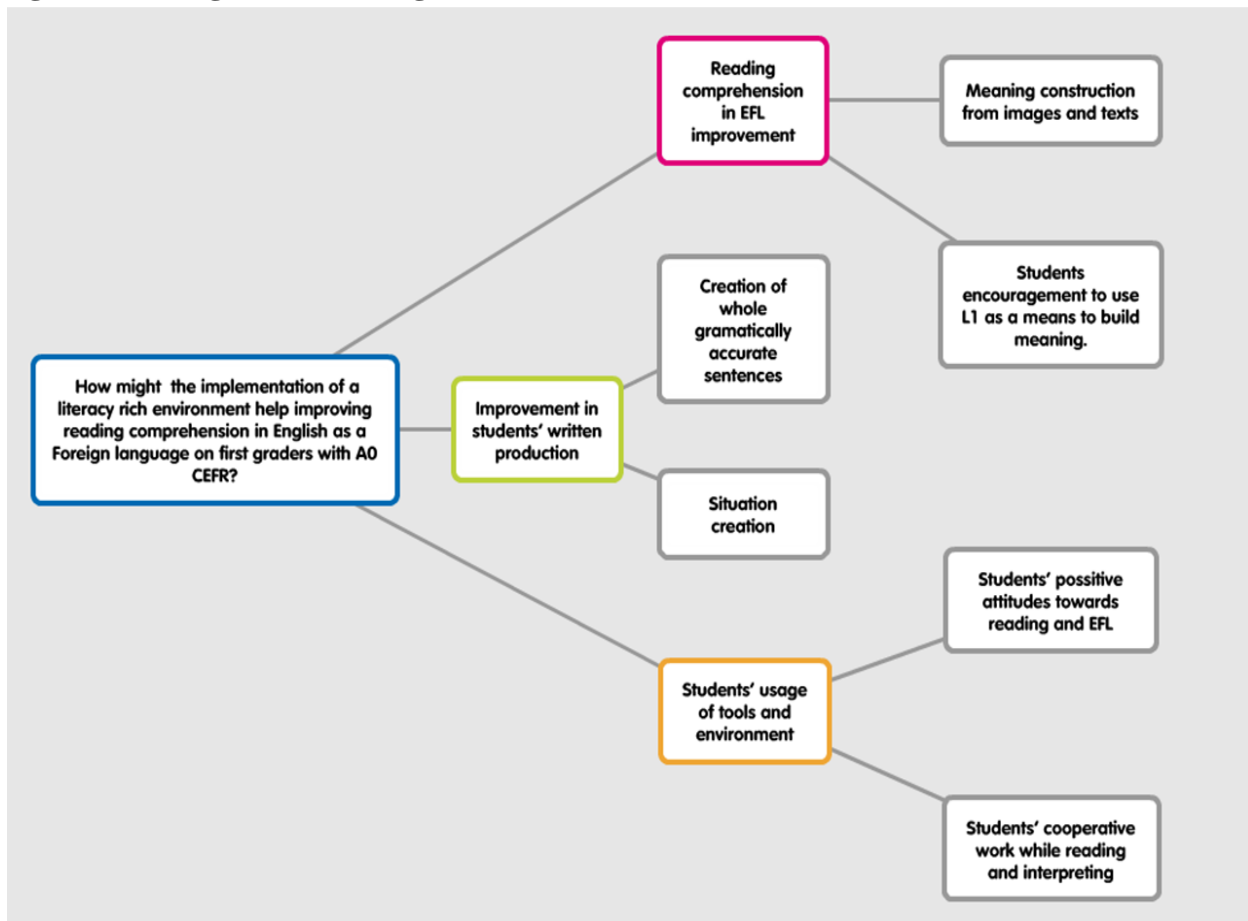 Reading
comprehension
in EFL
improvement
Meaning construction
from images and texts
Students
encouragement to use
L1 as a means to build
meaning.
Creation of
whole
gramatically
accurate
sentences
How might the implementation of a
literacy rich environment help improving
reading comprehension in English as a
Foreign language on first graders with A0
CEFR?
Improvement in
students' written
production
Situation
creation
Students' possitive
attitudes towards
reading and EFL
Students' usage
of tools and
environment
Students' cooperative
work while reading
and interpreting